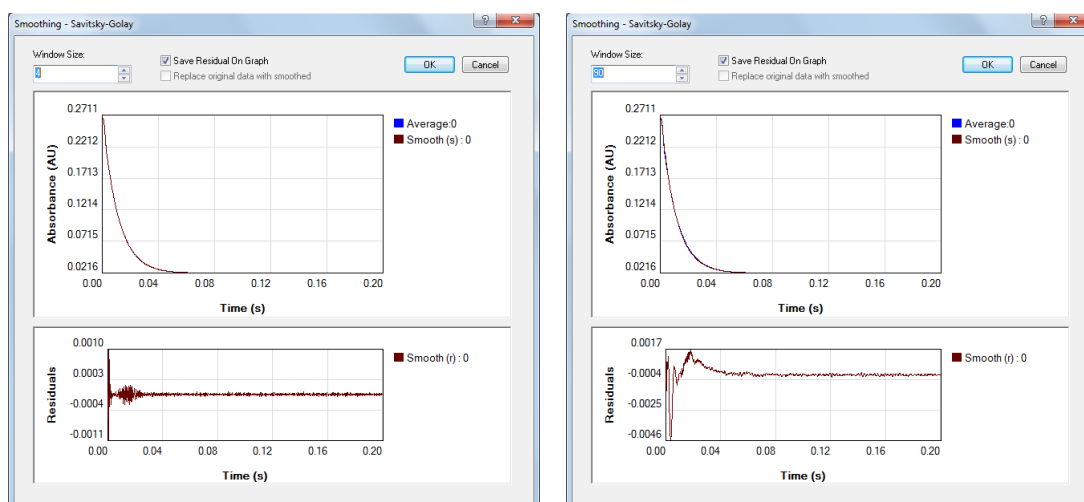 Smoothing - Savitsky-Golay
Window Size:
4
Save Residual On Graph
Replace original data with smoothed
OK
Cancel
0.2711
0.2212
0.1713
0.1214
0.0715
0.0216
Absorbance (AU)
0.00 0.04 0.08 0.12 0.16 0.20
Time (s)
Average:0
Smooth (s) : 0
0.0010
0.0003
-0.0004
-0.0011
Residuals
0.00 0.04 0.08 0.12 0.16 0.20
Time (s)
Smooth (r) : 0
Smoothing - Savitsky-Golay
Window Size:
90
Save Residual On Graph
Replace original data with smoothed
OK
Cancel
0.2711
0.2212
0.1713
0.1214
0.0715
0.0216
Absorbance (AU)
0.00 0.04 0.08 0.12 0.16 0.20
Time (s)
Average:0
Smooth (s) : 0
0.0017
-0.0004
-0.0025
-0.0046
Residuals
0.00 0.04 0.08 0.12 0.16 0.20
Time (s)
Smooth (r) : 0